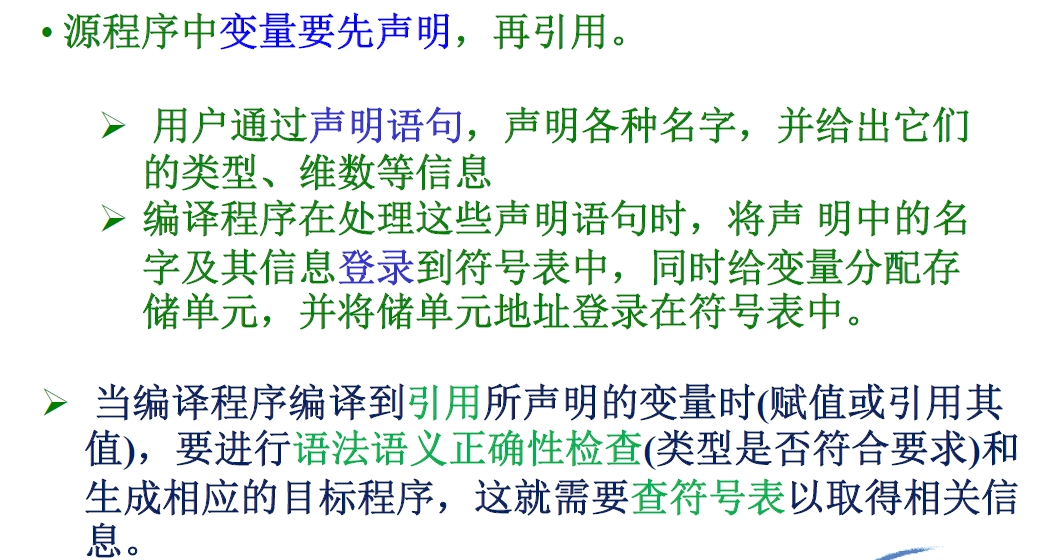 • 源程序中变量要先声明，再引用。
➢ 用户通过声明语句，声明各种名字，并给出它们
的类型、维数等信息
➢ 编译程序在处理这些声明语句时，将声 明中的名
字及其信息登录到符号表中，同时给变量分配存
储单元，并将储单元地址登录在符号表中。
➢ 当编译程序编译到引用所声明的变量时(赋值或引用其
值)，要进行语法语义正确性检查(类型是否符合要求)和
生成相应的目标程序，这就需要查符号表以取得相关信
息。